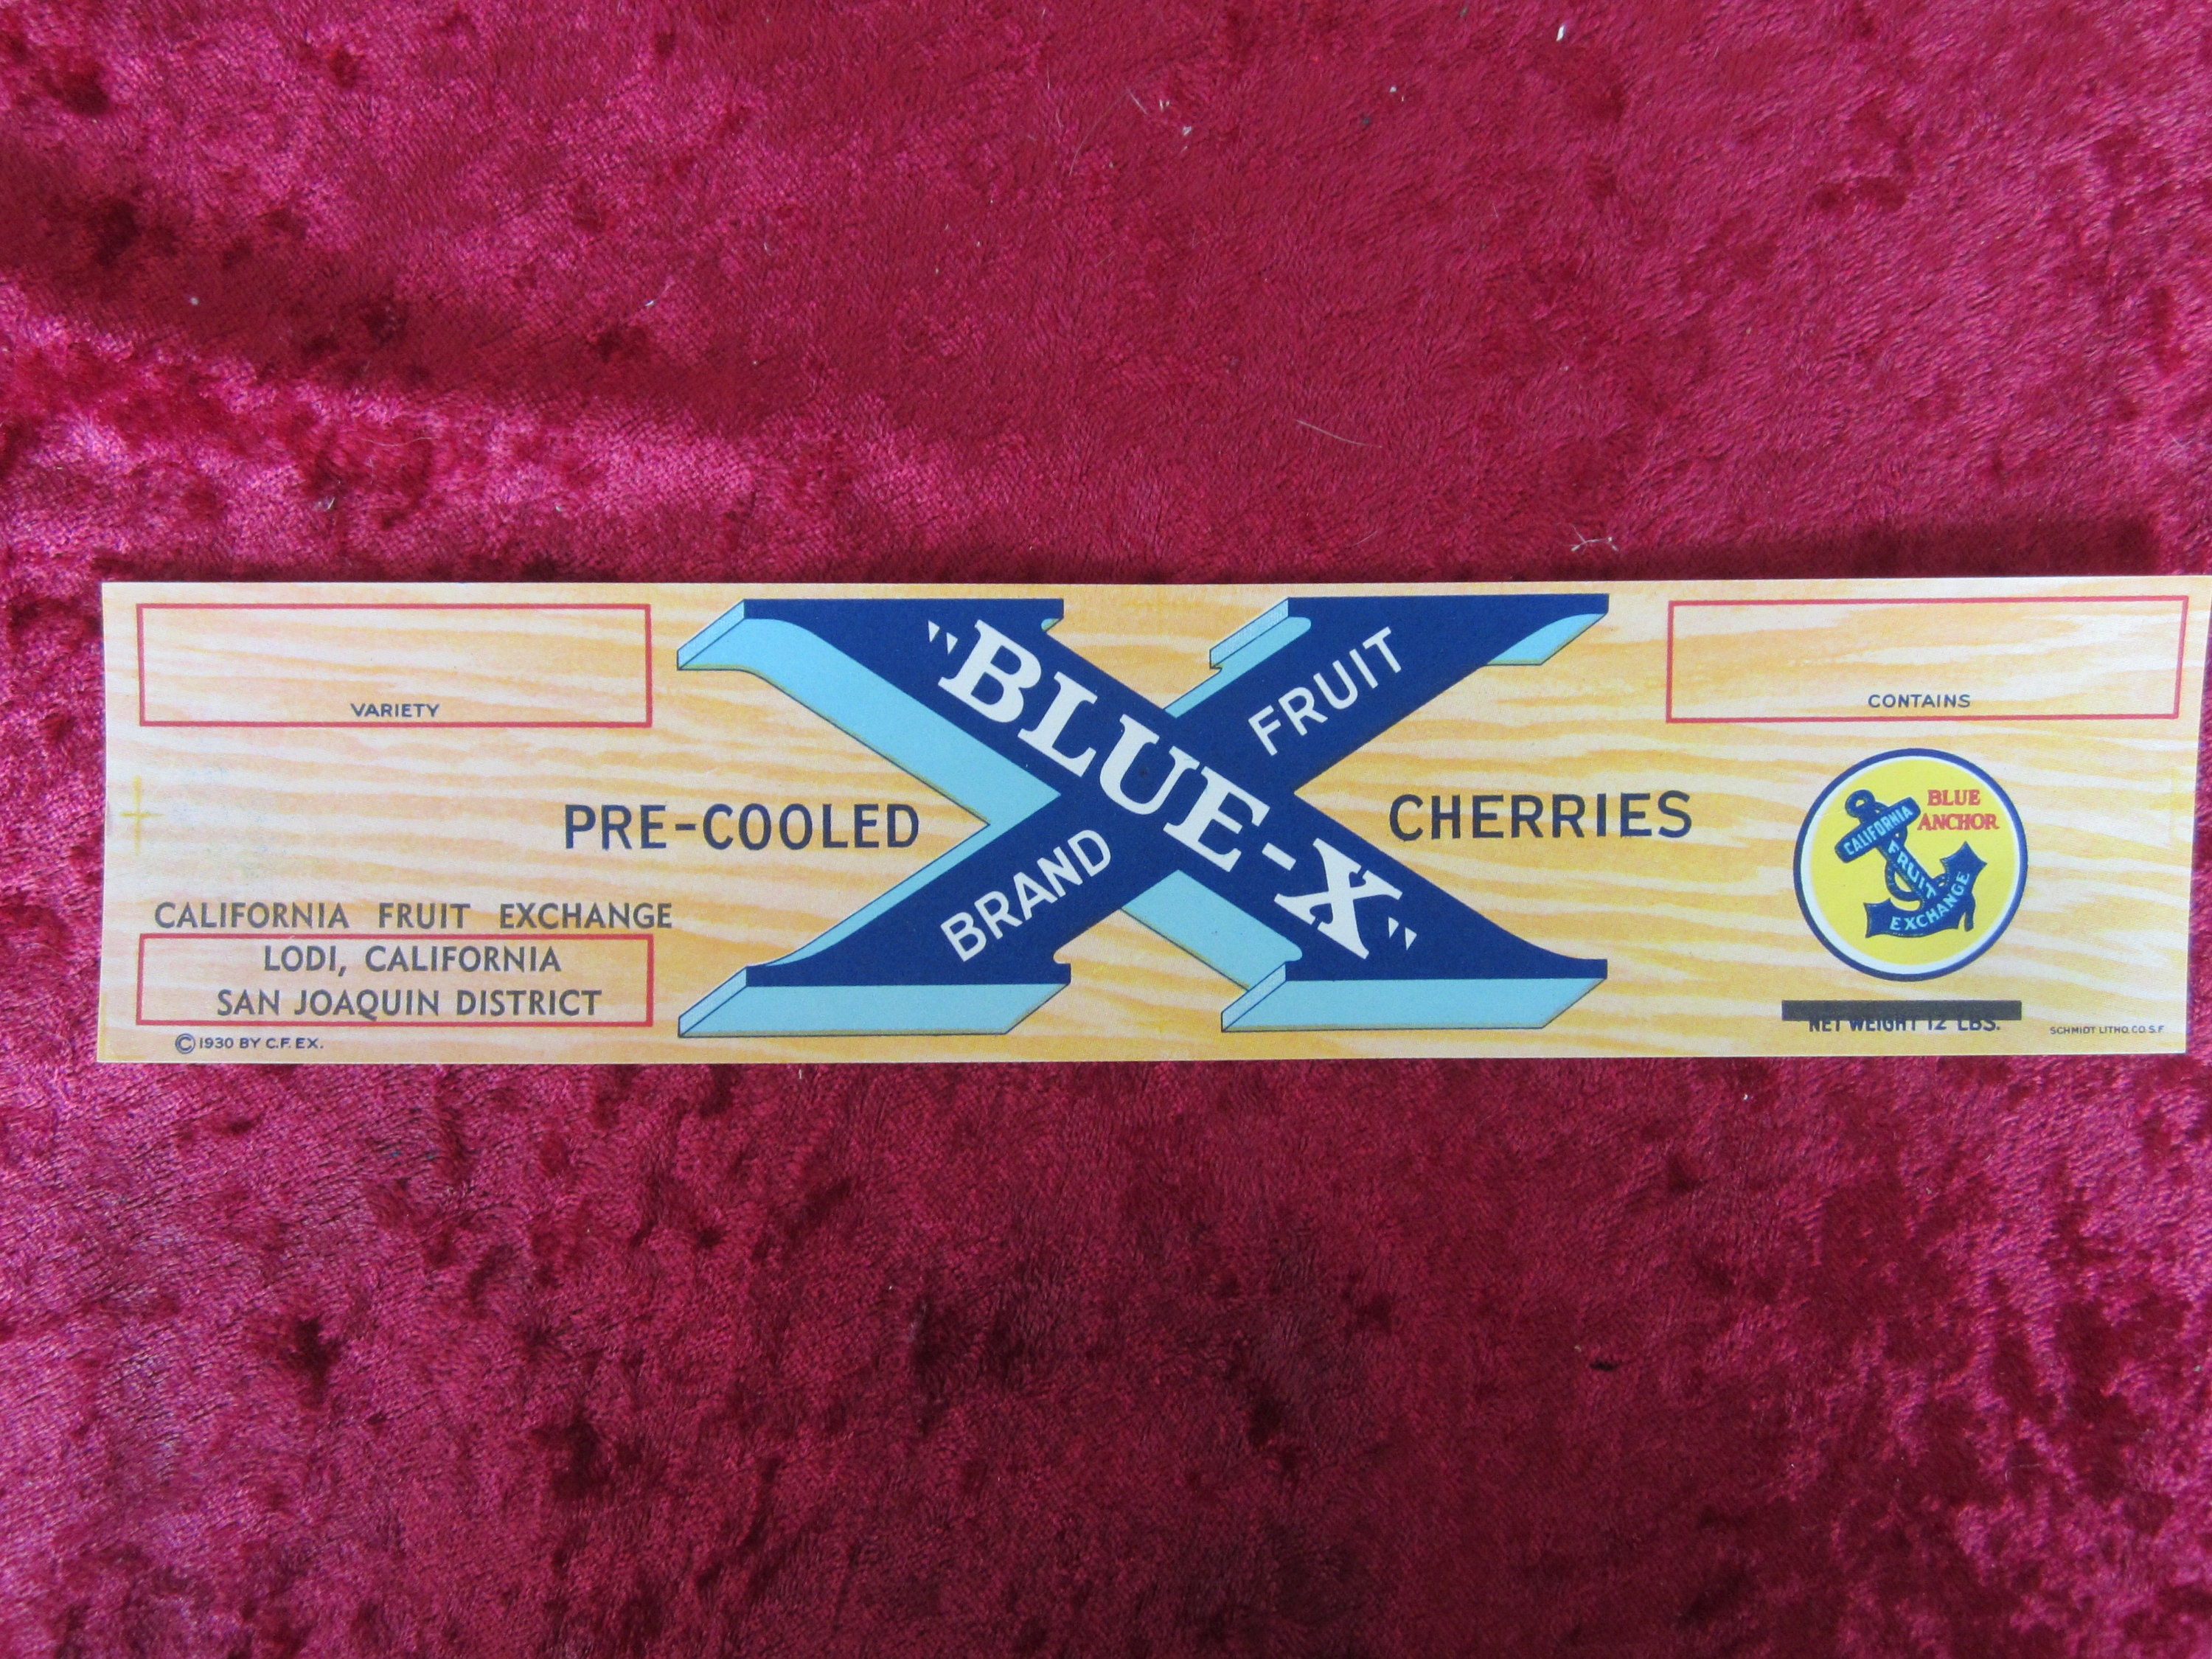 VARIETY
"BLUE-X"
FRUIT
BRAND
CONTAINS
PRE-COOLED
CHERRIES
BLUE
ANCHOR
CALIFORNIA
FRUIT
EXCHANGE
CALIFORNIA FRUIT EXCHANGE
LODI, CALIFORNIA
SAN JOAQUIN DISTRICT
©1930 BY C.F. EX.
NET WEIGHT 12 LBS.
SCHMIDT LITHO. CO. S.F.